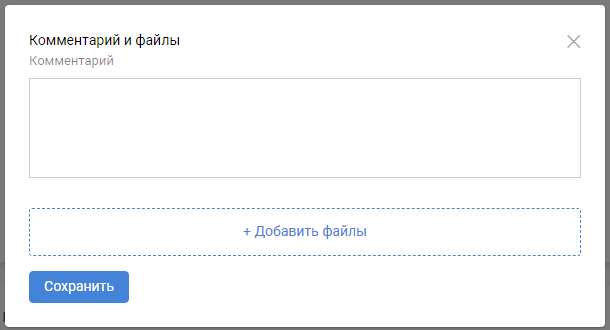 Комментарий и файлы
Комментарий
+ Добавить файлы
Сохранить